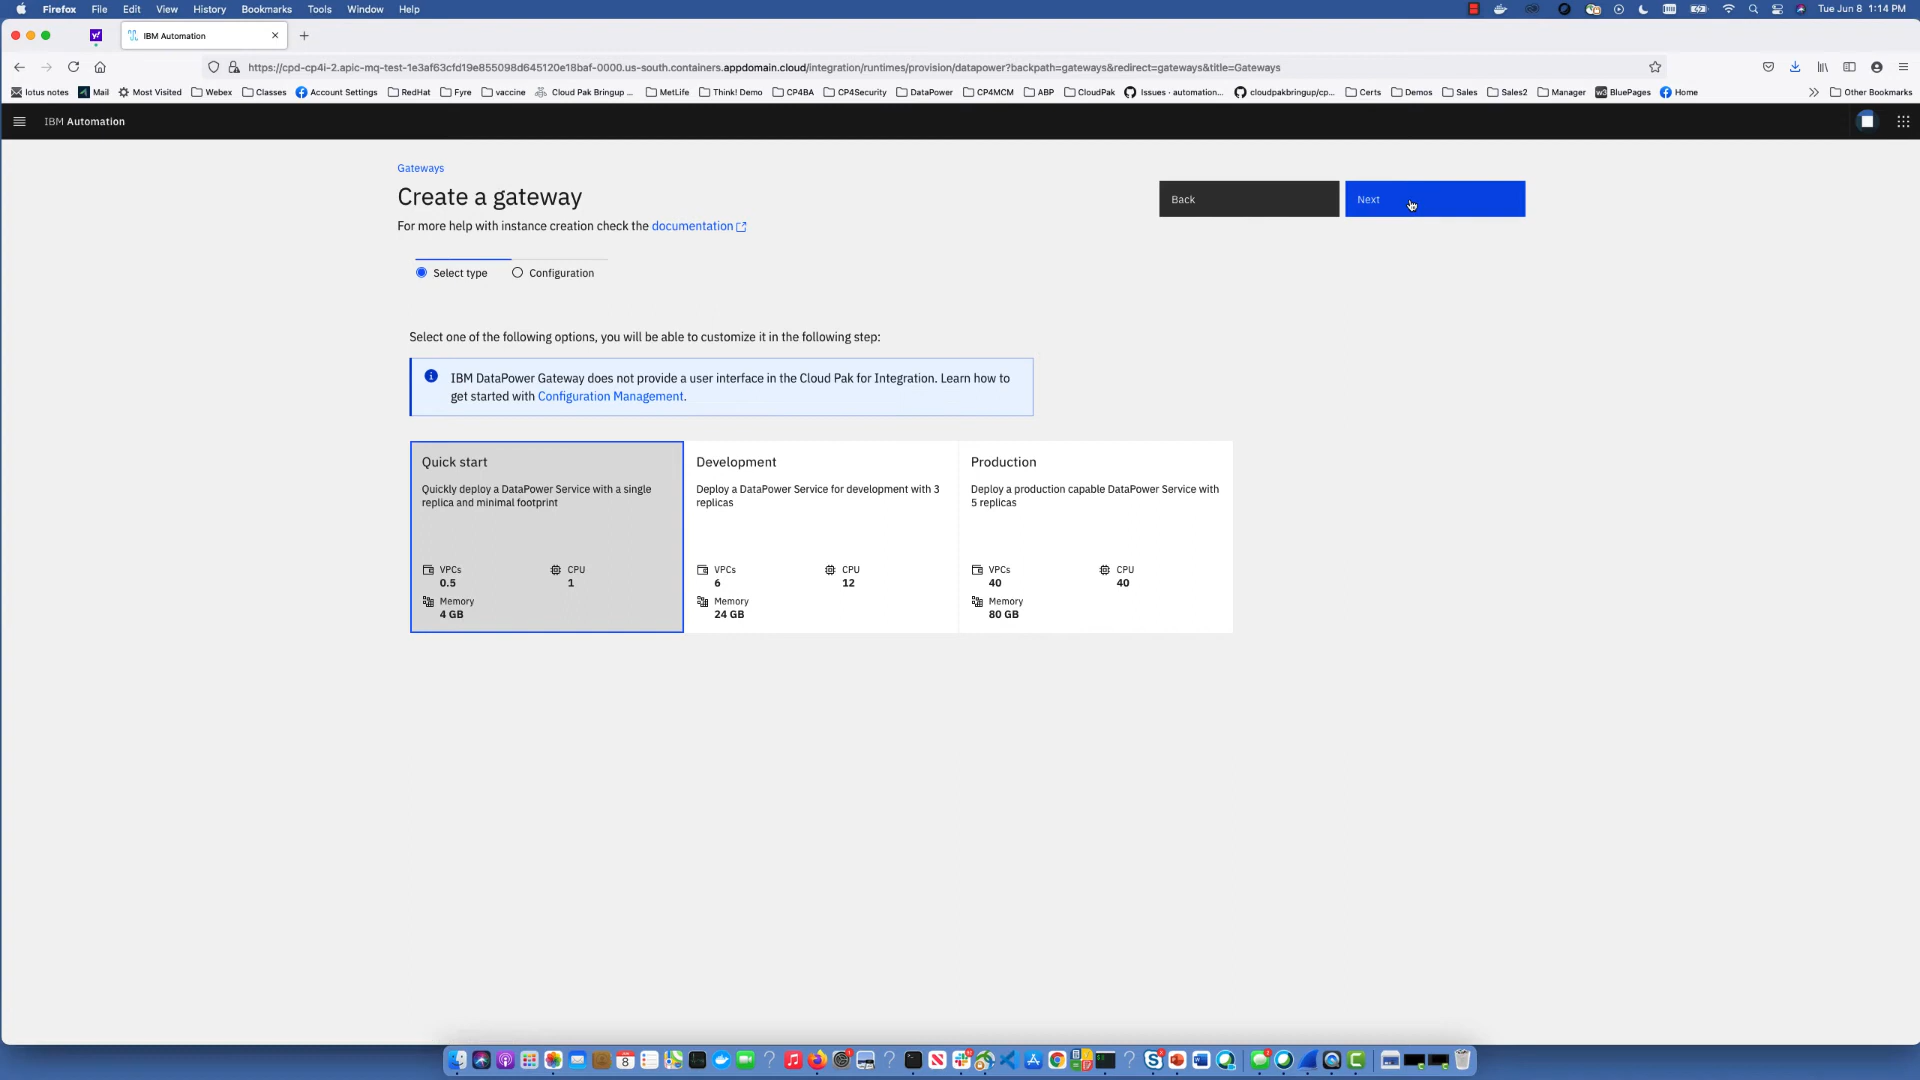 Firefox File Edit View History Bookmarks Tools Window Help Tue Jun 8 1:14 PM
IBM Automation
https://cpd-cp4i-2.apic-mq-test-1e3af63cfd19e855098d645120e18baf-0000.us-south.containers.appdomain.cloud/integration/runtimes/provision/datapower?backpath=gateways&redirect=gateways&title=Gateways
lotus notes Mail Most Visited Webex Classes Account Settings RedHat Fyre vaccine Cloud Pak Bringup ... MetLife Think! Demo CP4BA CP4Security DataPower CP4MCM ABP CloudPak Issues · automation... cloudpakbringup/cp... Certs Demos Sales Sales2 Manager BluePages Home Other Bookmarks
IBM Automation
Gateways
Create a gateway
Back
Next
For more help with instance creation check the documentation
Select type
Configuration
Select one of the following options, you will be able to customize it in the following step:
IBM DataPower Gateway does not provide a user interface in the Cloud Pak for Integration. Learn how to
get started with Configuration Management.
Quick start
Quickly deploy a DataPower Service with a single
replica and minimal footprint
VPCs
0.5
CPU
1
Memory
4 GB
Development
Deploy a DataPower Service for development with 3
replicas
VPCs
6
CPU
12
Memory
24 GB
Production
Deploy a production capable DataPower Service with
5 replicas
VPCs
40
CPU
40
Memory
80 GB